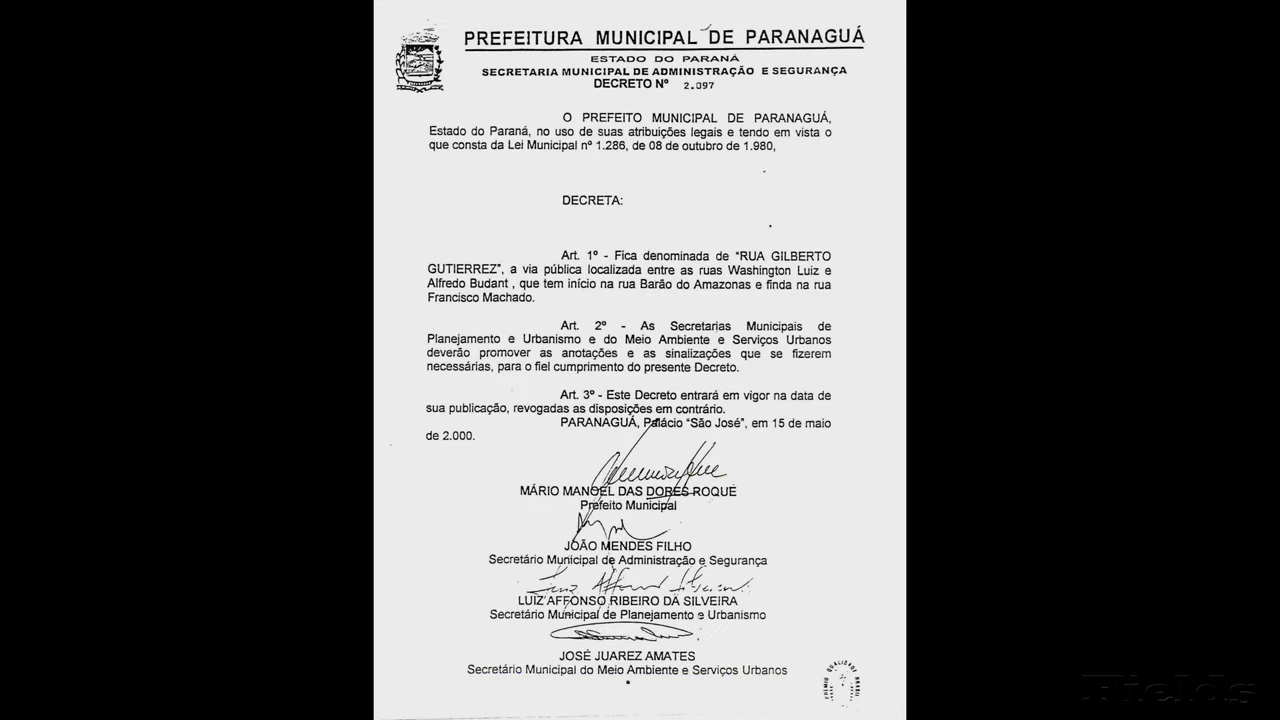 PREFEITURA MUNICIPAL DE PARANAGUÁ
ESTADO DO PARANÁ
SECRETARIA MUNICIPAL DE ADMINISTRAÇÃO E SEGURANÇA
DECRETO Nº 2.097
O PREFEITO MUNICIPAL DE PARANAGUÁ,
Estado do Paraná, no uso de suas atribuições legais e tendo em vista o
que consta da Lei Municipal nº 1.286, de 08 de outubro de 1.980,
DECRETA:
Art. 1º - Fica denominada de “RUA GILBERTO
GUTIERREZ”, a via pública localizada entre as ruas Washington Luiz e
Alfredo Budant , que tem início na rua Barão do Amazonas e finda na rua
Francisco Machado.
Art. 2º - As Secretarias Municipais de
Planejamento e Urbanismo e do Meio Ambiente e Serviços Urbanos
deverão promover as anotações e as sinalizações que se fizerem
necessárias, para o fiel cumprimento do presente Decreto.
Art. 3º - Este Decreto entrará em vigor na data de
sua publicação, revogadas as disposições em contrário.
PARANAGUÁ, Palácio “São José”, em 15 de maio
de 2.000.
MÁRIO MANOEL DAS DORES ROQUE
Prefeito Municipal
JOÃO MENDES FILHO
Secretário Municipal de Administração e Segurança
LUIZ AFFONSO RIBEIRO DA SILVEIRA
Secretário Municipal de Planejamento e Urbanismo
JOSÉ JUAREZ AMATES
Secretário Municipal do Meio Ambiente e Serviços Urbanos
PRÊMIO QUALIDADE BRASIL
Fields